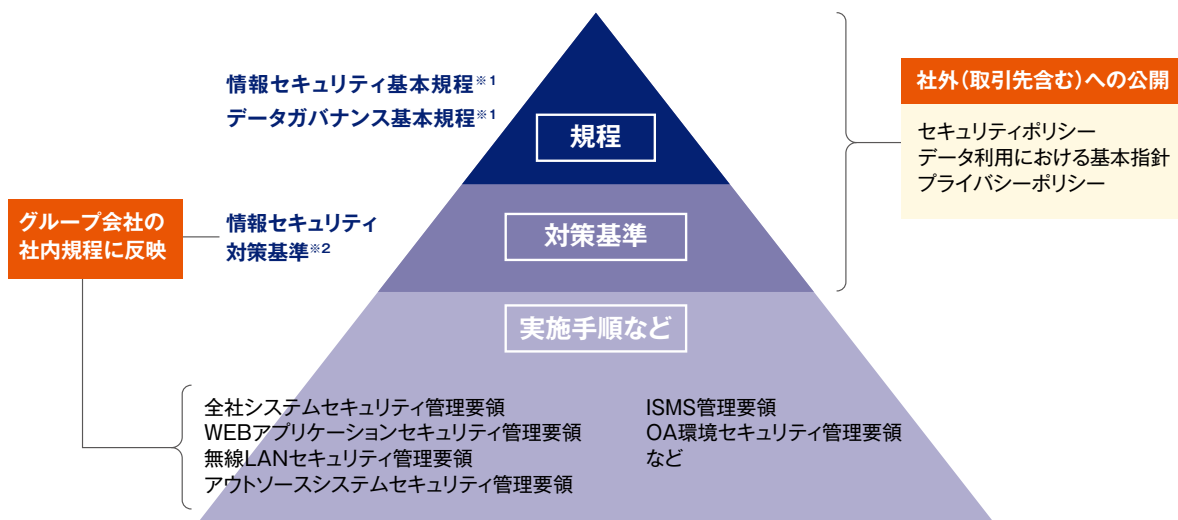 情報セキュリティ基本規程※1
データガバナンス基本規程※1
規程
社外(取引先含む)への公開
セキュリティポリシー
データ利用における基本指針
プライバシーポリシー
グループ会社の
社内規程に反映
情報セキュリティ
対策基準※2
対策基準
実施手順など
全社システムセキュリティ管理要領
WEBアプリケーションセキュリティ管理要領
無線LANセキュリティ管理要領
アウトソースシステムセキュリティ管理要領
ISMS管理要領
OA環境セキュリティ管理要領
など